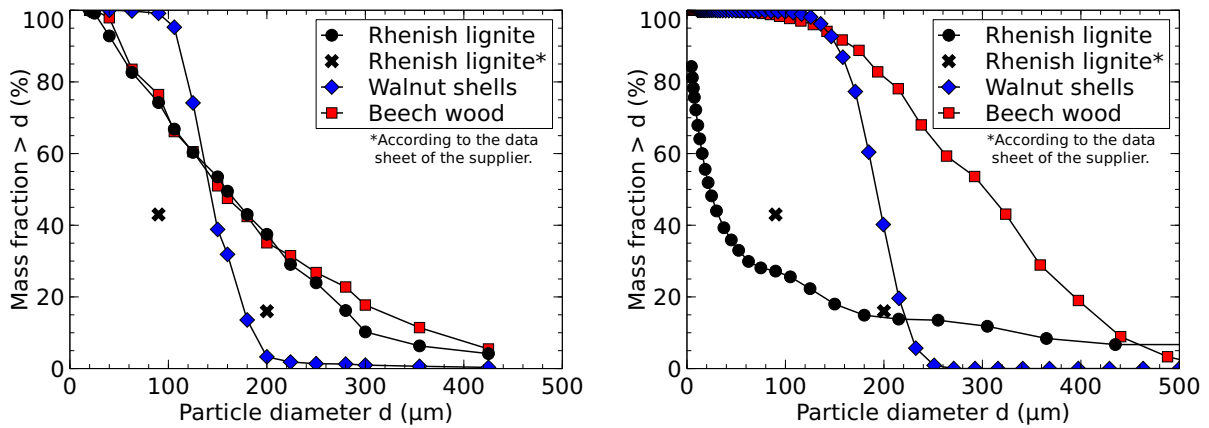 100
80
60
40
20
0
Mass fraction > d (%)
0 100 200 300 400 500
Particle diameter d (µm)
Rhenish lignite
Rhenish lignite*
Walnut shells
Beech wood
*According to the data
sheet of the supplier.
100
80
60
40
20
0
Mass fraction > d (%)
0 100 200 300 400 500
Particle diameter d (µm)
Rhenish lignite
Rhenish lignite*
Walnut shells
Beech wood
*According to the data
sheet of the supplier.